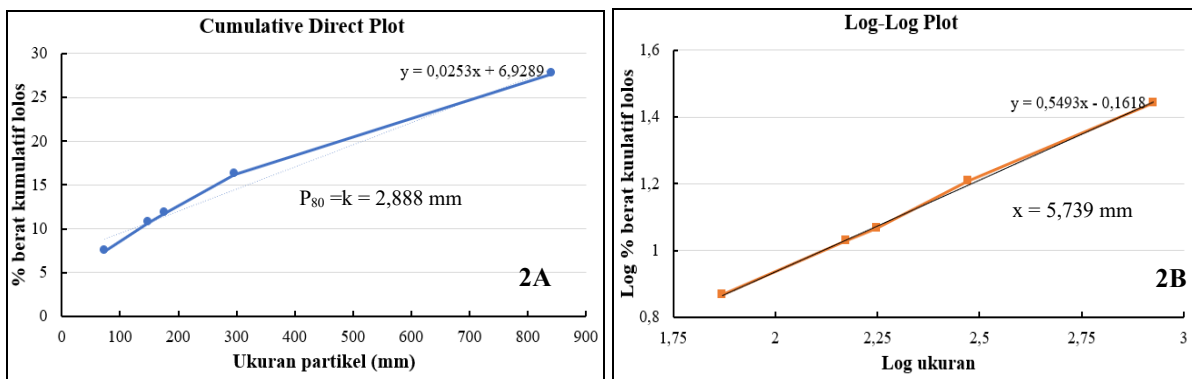 Cumulative Direct Plot
% berat kumulatif lolos
30
25
20
15
10
5
0
y = 0,0253x + 6,9289
P₈₀ =k = 2,888 mm
2A
0 100 200 300 400 500 600 700 800 900
Ukuran partikel (mm)
Log-Log Plot
Log % berat kuulatif lolos
1,6
1,4
1,2
1
0,8
y = 0,5493x - 0,1618
x = 5,739 mm
2B
1,75 2 2,25 2,5 2,75 3
Log ukuran